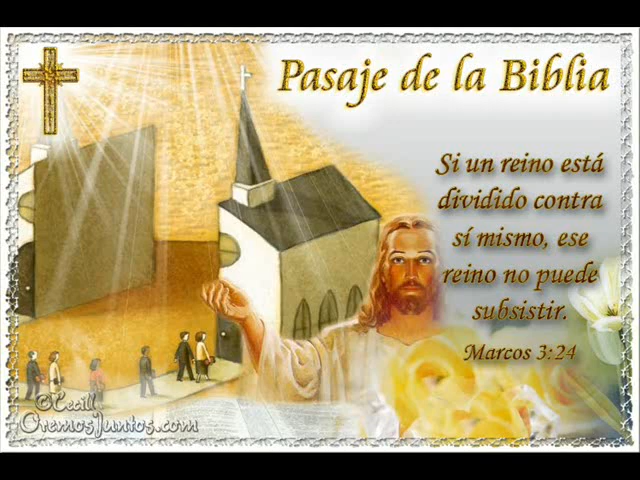 Pasaje de la Biblia
Si un reino está
dividido contra
sí mismo, ese
reino no puede
subsistir.
Marcos 3:24
©Cecill
OremosJuntos.com